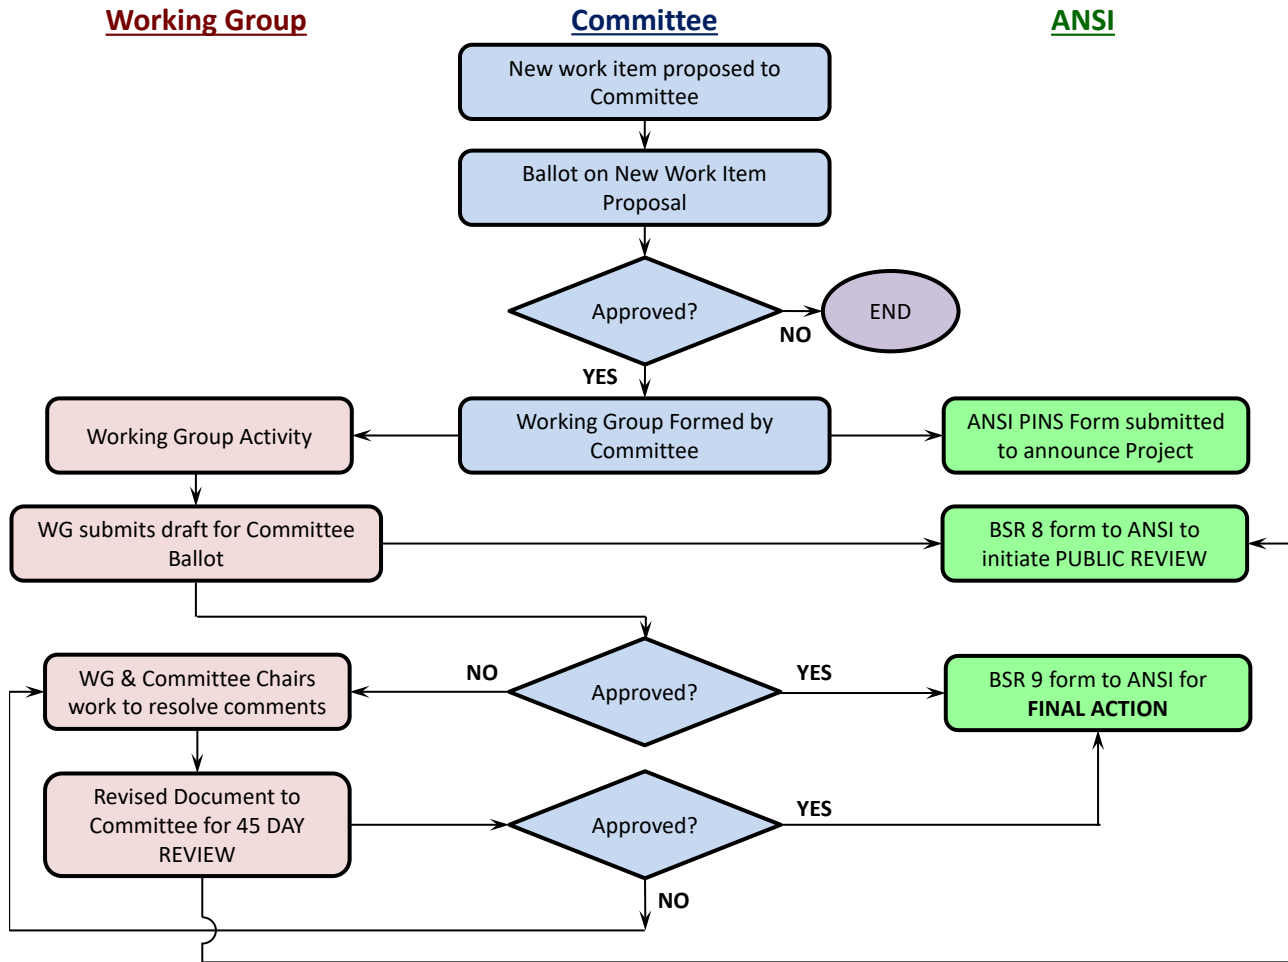 Working Group
Committee
ANSI
New work item proposed to
Committee
Ballot on New Work Item
Proposal
Approved?
NO
END
YES
Working Group Activity
Working Group Formed by
Committee
ANSI PINS Form submitted
to announce Project
WG submits draft for Committee
Ballot
BSR 8 form to ANSI to
initiate PUBLIC REVIEW
WG & Committee Chairs
work to resolve comments
NO
Approved?
YES
BSR 9 form to ANSI for
FINAL ACTION
Revised Document to
Committee for 45 DAY
REVIEW
Approved?
YES
NO